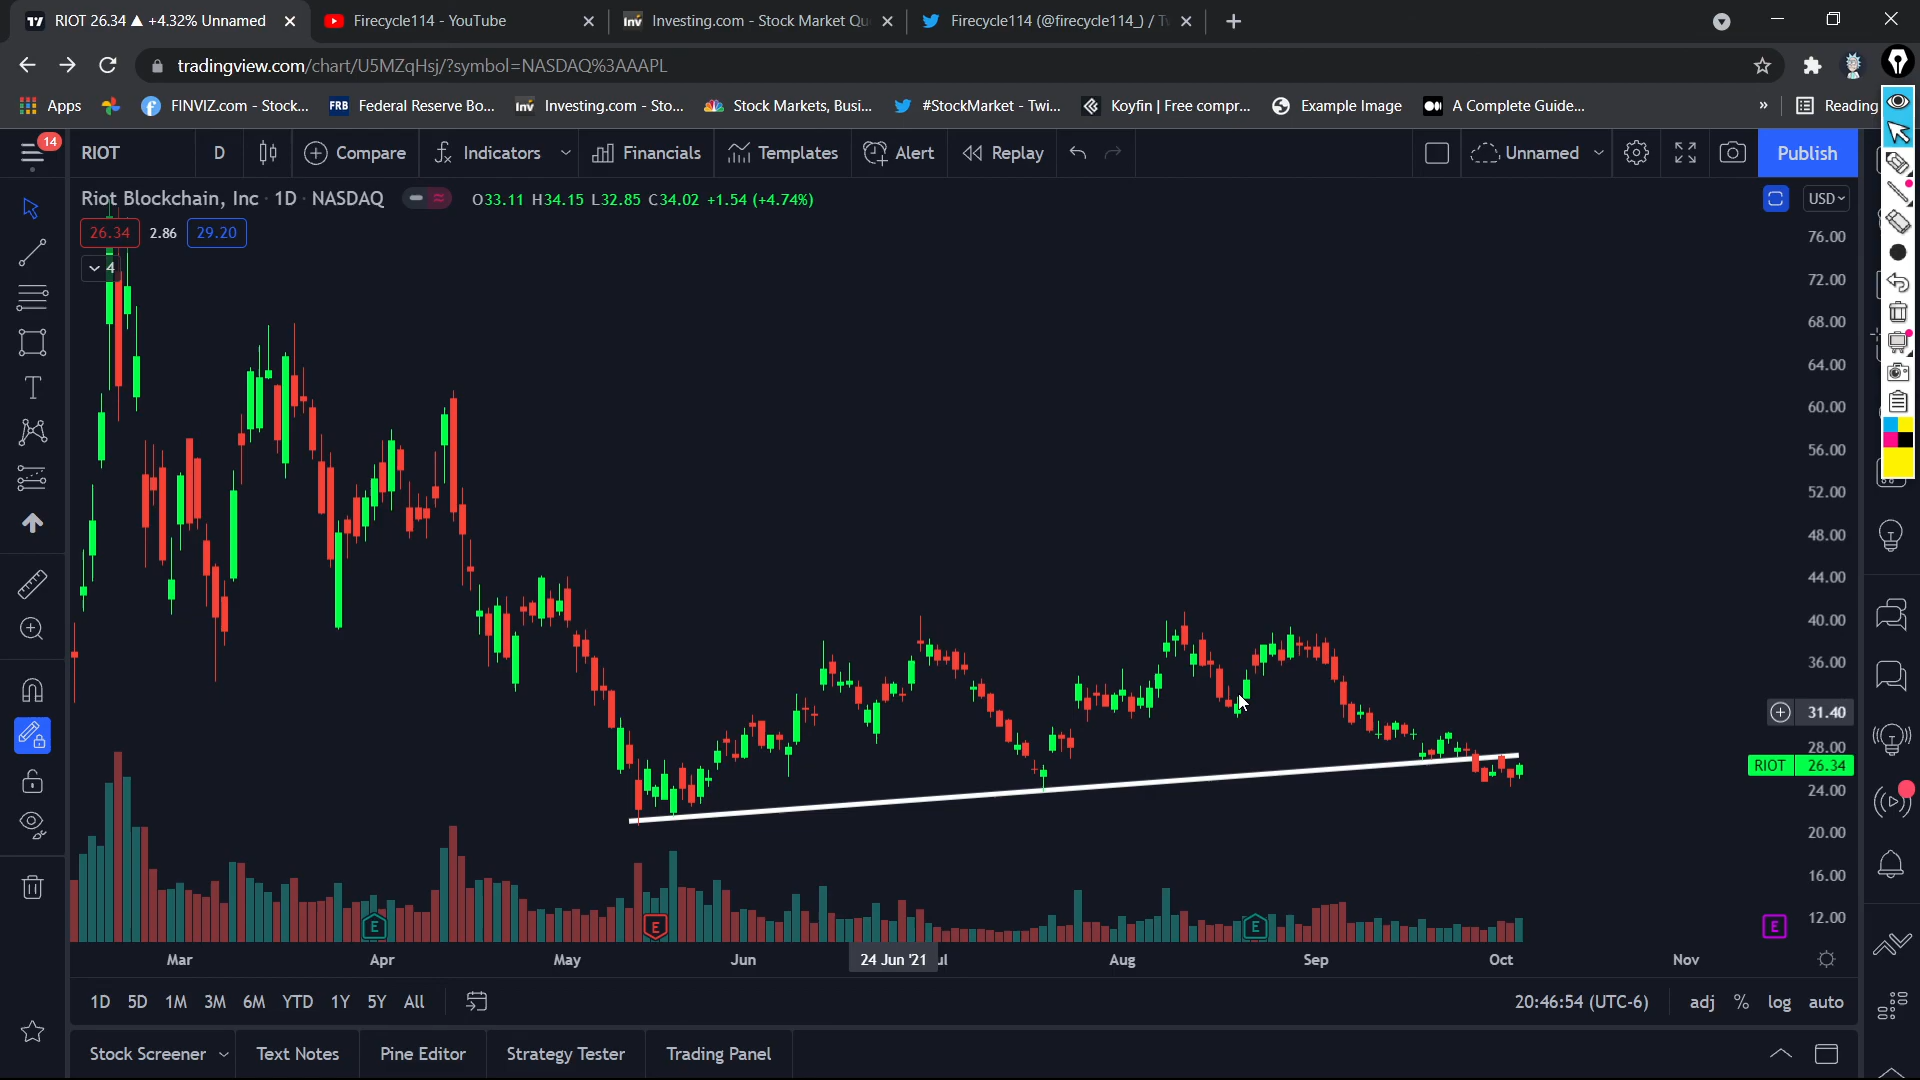 RIOT 26.34 ▲ +4.32% Unnamed
Firecycle114 - YouTube
Investing.com - Stock Market Qu
Firecycle114 (@firecycle114_) / Tw
tradingview.com/chart/U5MZqHsj/?symbol=NASDAQ%3AAAPL
Apps
FINVIZ.com - Stock...
FRB Federal Reserve Bo...
Inv Investing.com - Sto...
Stock Markets, Busi...
#StockMarket - Twi...
Koyfin | Free compr...
Example Image
A Complete Guide...
»
Reading
14
RIOT
D
Compare
Indicators
Financials
Templates
Alert
Replay
Unnamed
Publish
Riot Blockchain, Inc · 1D · NASDAQ
O33.11 H34.15 L32.85 C34.02 +1.54 (+4.74%)
USD
26.34 2.86 29.20
4
76.00
72.00
68.00
64.00
60.00
56.00
52.00
48.00
44.00
40.00
36.00
31.40
28.00
RIOT 26.34
24.00
20.00
16.00
12.00
E
E
E
E
Mar
Apr
May
Jun
24 Jun '21
ul
Aug
Sep
Oct
Nov
1D 5D 1M 3M 6M YTD 1Y 5Y All
20:46:54 (UTC-6)
adj % log auto
Stock Screener
Text Notes
Pine Editor
Strategy Tester
Trading Panel